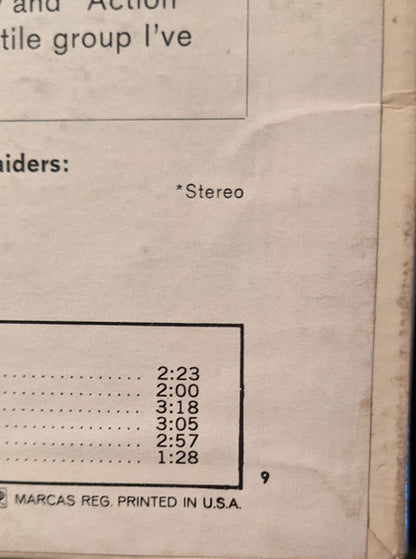 and "Action
tile group I've
aiders:
*Stereo
.................. 2:23
.................. 2:00
.................. 3:18
.................. 3:05
.................. 2:57
.................. 1:28
9
MARCAS REG. PRINTED IN U.S.A.